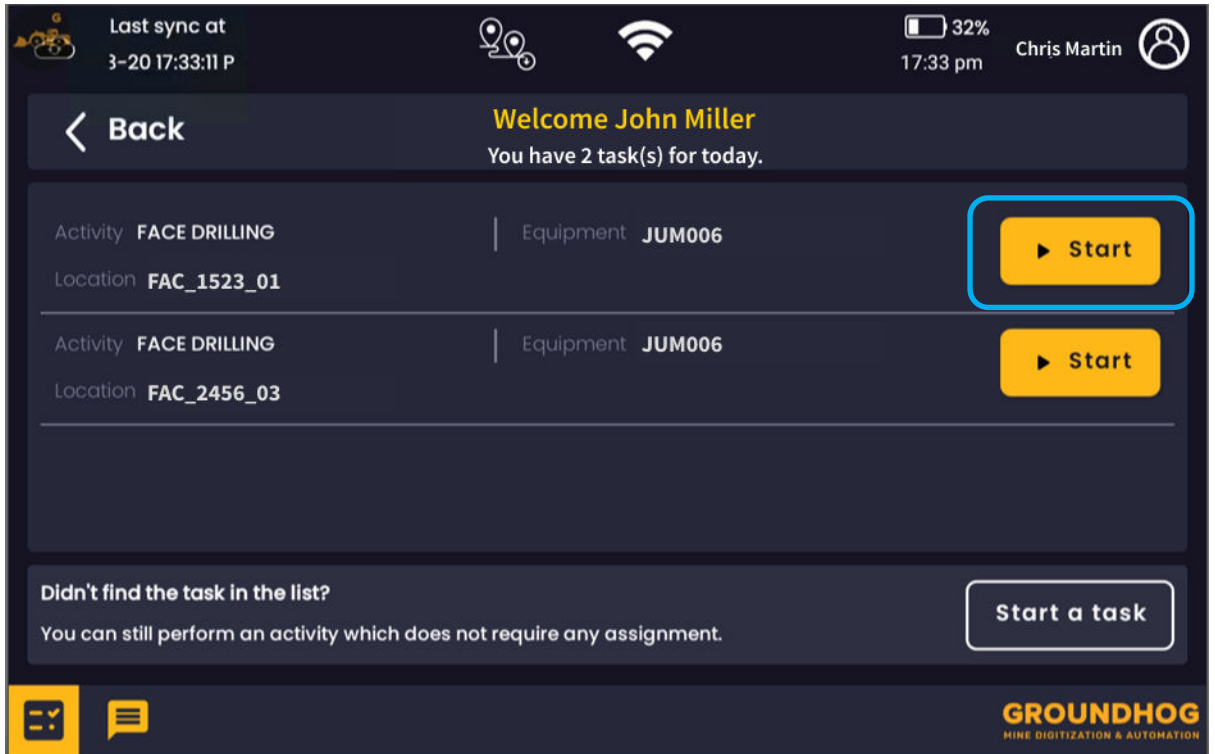 G
Last sync at
3-20 17:33:11 P
32%
17:33 pm
Chris Martin
Back
Welcome John Miller
You have 2 task(s) for today.
Activity FACE DRILLING
Equipment JUM006
Start
Location FAC_1523_01
Activity FACE DRILLING
Equipment JUM006
Start
Location FAC_2456_03
Didn't find the task in the list?
You can still perform an activity which does not require any assignment.
Start a task
GROUNDHOG
MINE DIGITIZATION & AUTOMATION